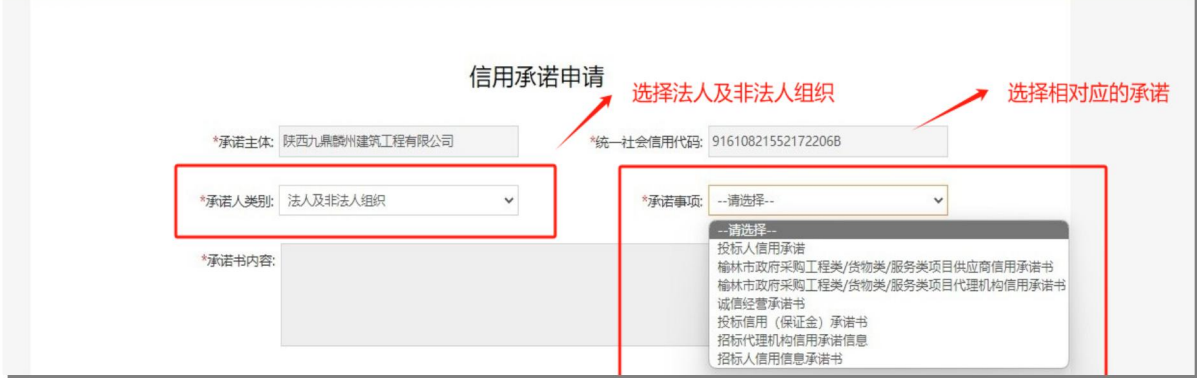 信用承诺申请
选择法人及非法人组织
选择相对应的承诺
*承诺主体: 陕西九鼎麟州建筑工程有限公司 *统一社会信用代码: 91610821552172206B
*承诺人类别: 法人及非法人组织 *承诺事项: --请选择--
--请选择--
*承诺书内容:
投标人信用承诺
榆林市政府采购工程类/货物类/服务类项目供应商信用承诺书
榆林市政府采购工程类/货物类/服务类项目代理机构信用承诺书
诚信经营承诺书
投标信用（保证金）承诺书
招标代理机构信用承诺信息
招标人信用信息承诺书